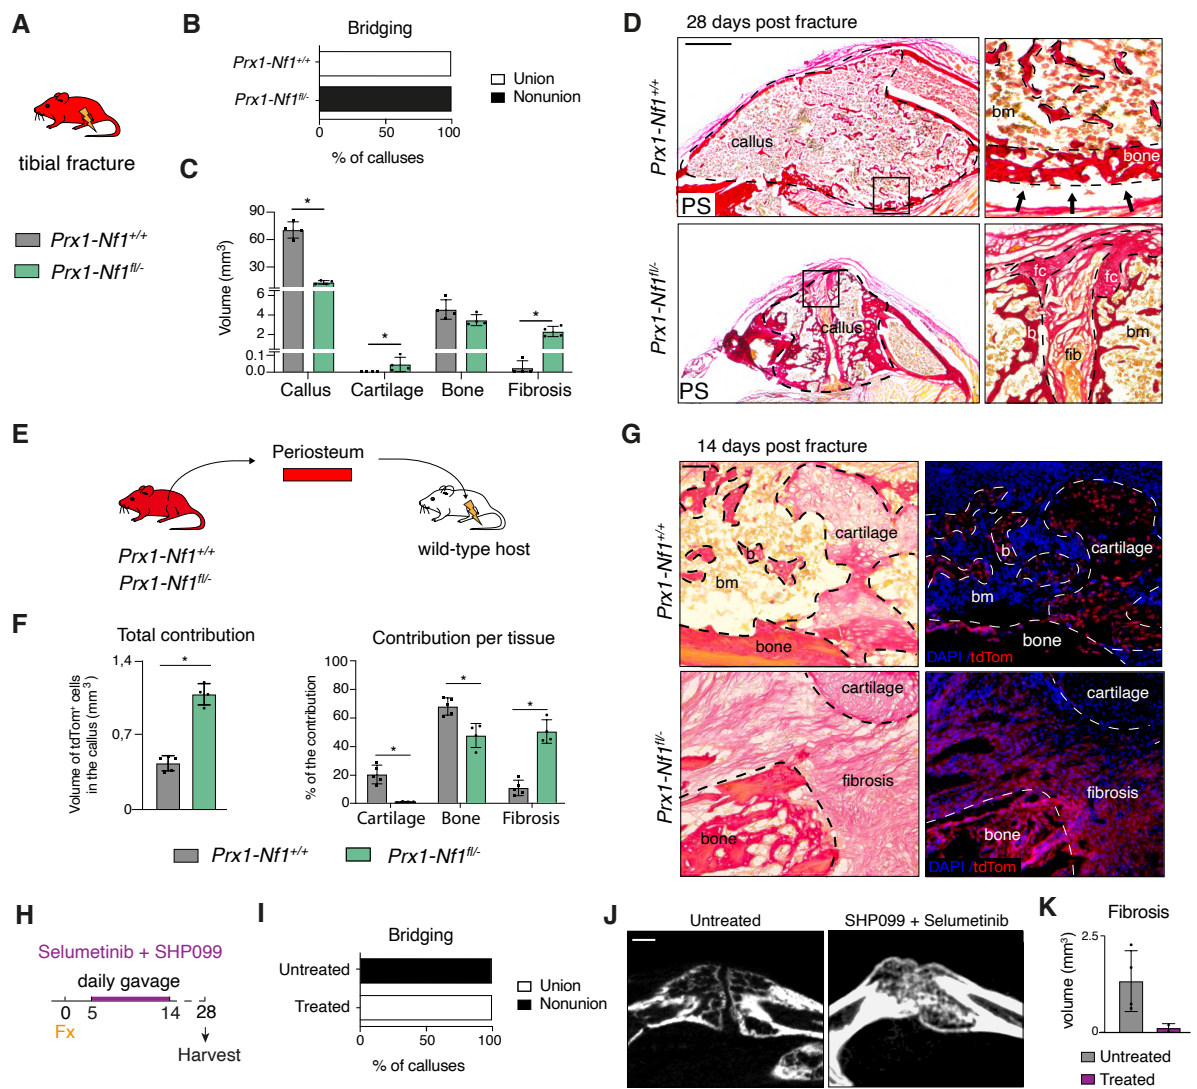 A
tibial fracture
Prx1-Nf1+/+
Prx1-Nf1fl/-
B
Bridging
Prx1-Nf1+/+
Prx1-Nf1fl/-
0 50 100
% of calluses
Union
Nonunion
C
Volume (mm3)
90
60
30
6
4
2
0.1
0.0
*
*
*
Callus Cartilage Bone Fibrosis
D
28 days post fracture
Prx1-Nf1+/+
callus
PS
bm
bone
Prx1-Nf1fl/-
callus
PS
fc
fc
b
bm
fib
E
Periosteum
Prx1-Nf1+/+
Prx1-Nf1fl/-
wild-type host
F
Total contribution
Volume of tdTom+ cells
in the callus (mm3)
1,4
0,7
0
*
Contribution per tissue
% of the contribution
100
80
60
40
20
0
*
*
*
Cartilage Bone Fibrosis
Prx1-Nf1+/+
Prx1-Nf1fl/-
G
14 days post fracture
Prx1-Nf1+/+
cartilage
b
bm
bone
b
cartilage
bm
bone
DAPI/tdTom
Prx1-Nf1fl/-
cartilage
fibrosis
bone
cartilage
fibrosis
bone
DAPI/tdTom
H
Selumetinib + SHP099
daily gavage
0 5 14 28
Fx
Harvest
I
Bridging
Untreated
Treated
0 50 100
% of calluses
Union
Nonunion
J
Untreated
SHP099 + Selumetinib
K
Fibrosis
volume (mm3)
2.5
0
Untreated
Treated